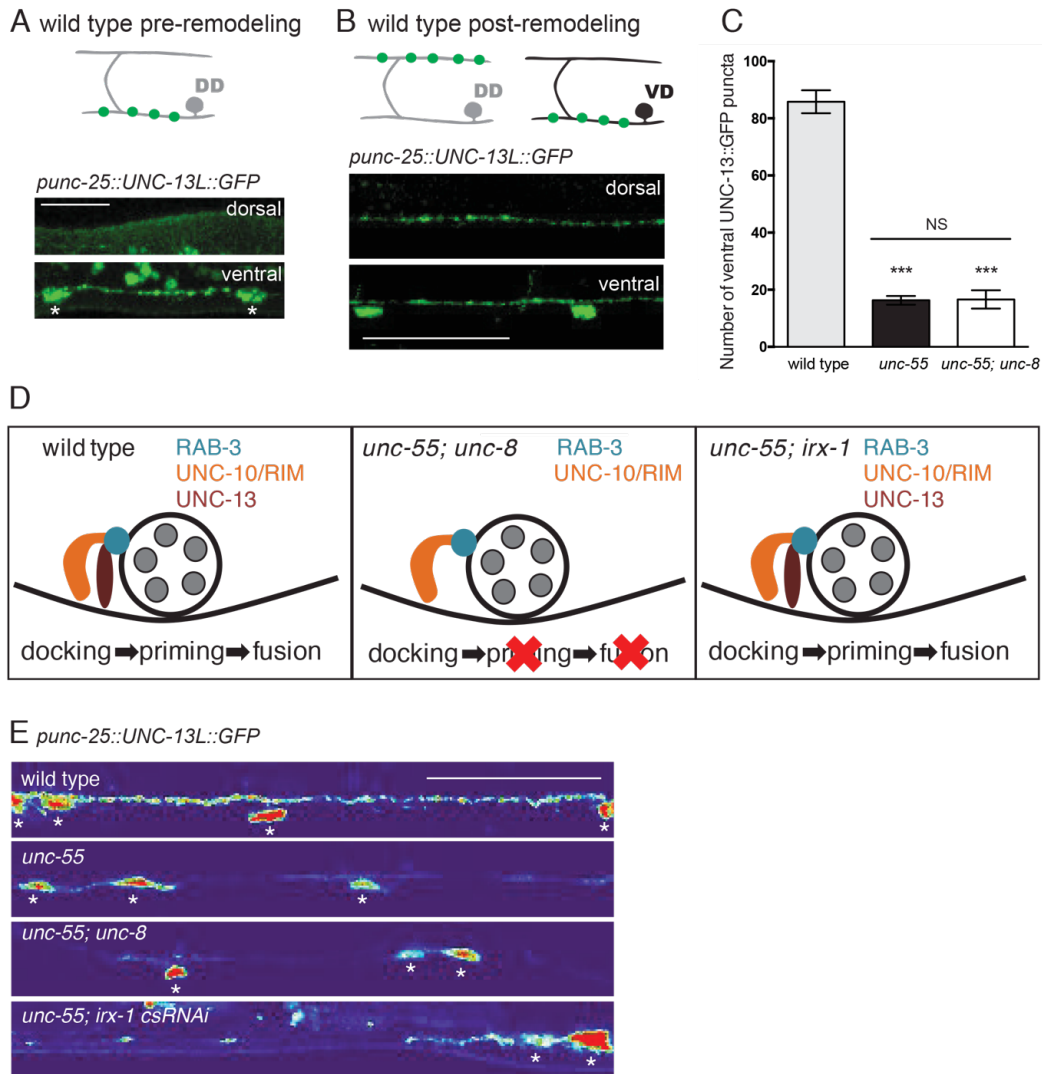 A wild type pre-remodeling
DD
punc-25::UNC-13L::GFP
dorsal
ventral
*
*
B wild type post-remodeling
DD
VD
punc-25::UNC-13L::GFP
dorsal
ventral
C
Number of ventral UNC-13::GFP puncta
100
80
60
40
20
0
NS
***
***
wild type
unc-55
unc-55; unc-8
D
wild type
RAB-3
UNC-10/RIM
UNC-13
docking➡priming➡fusion
unc-55; unc-8
RAB-3
UNC-10/RIM
docking➡priming➡fusion
unc-55; irx-1
RAB-3
UNC-10/RIM
UNC-13
docking➡priming➡fusion
E punc-25::UNC-13L::GFP
wild type
* * * *
unc-55
* * *
unc-55; unc-8
* * *
unc-55; irx-1 csRNAi
* *